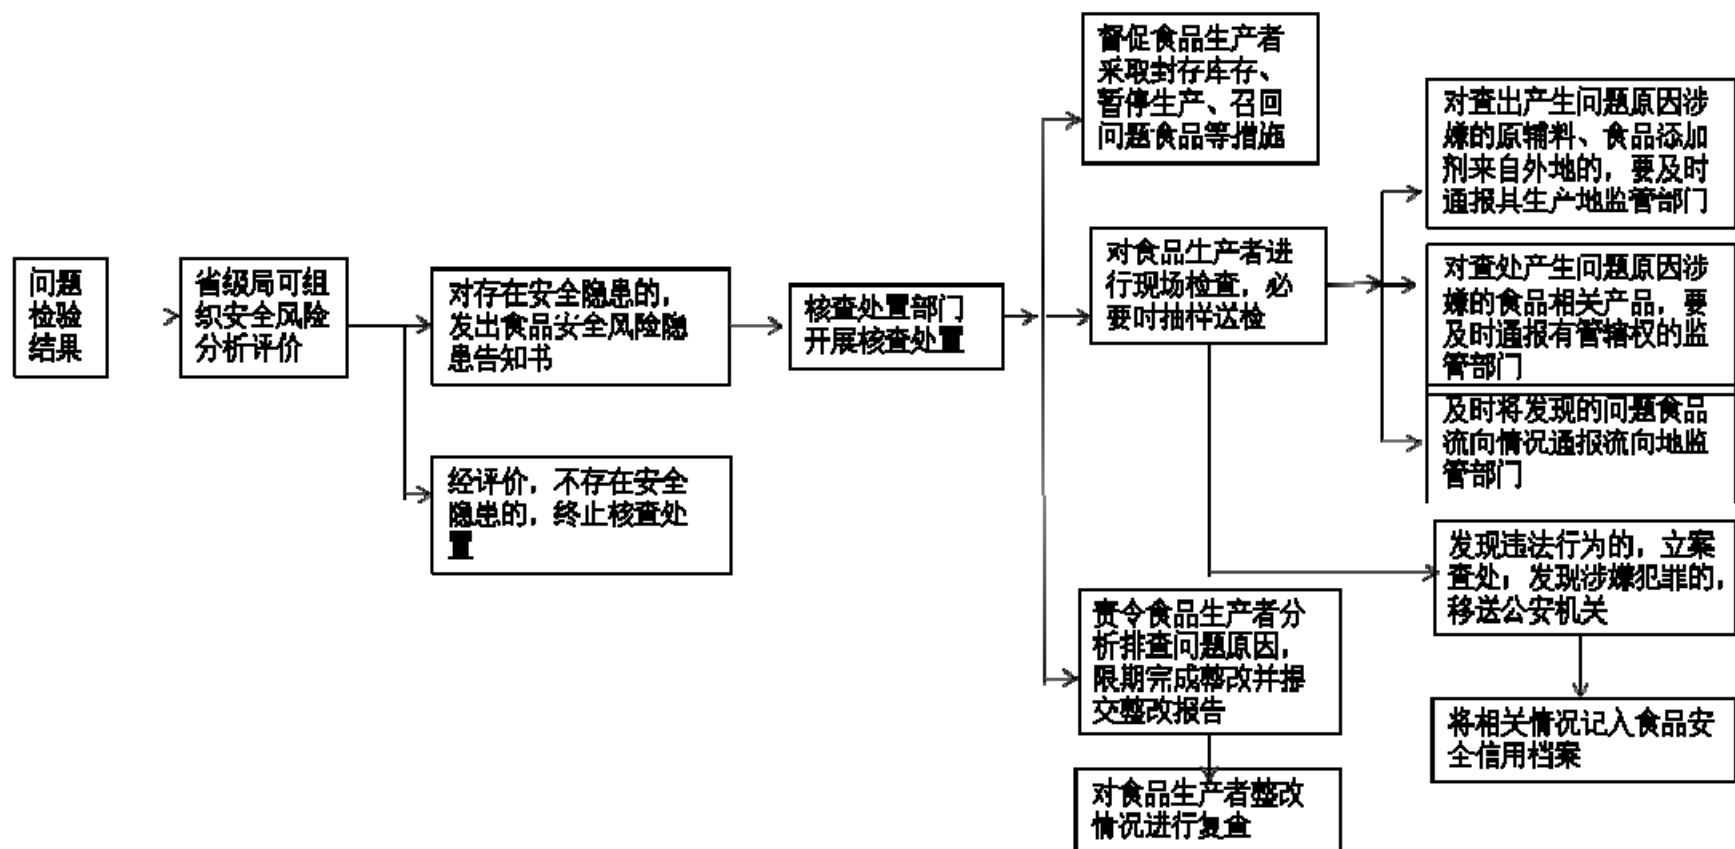 问题
检验
结果
省级局可组
织安全风险
分析评价
对存在安全隐患的，
发出食品安全风险隐
患告知书
经评价，不存在安全
隐患的，终止核查处
置
核查处置部门
开展核查处置
督促食品生产者
采取封存库存、
暂停生产、召回
问题食品等措施
对食品生产者进
行现场检查，必
要时抽样送检
责令食品生产者分
析排查问题原因，
限期完成整改并提
交整改报告
对食品生产者整改
情况进行复查
对查出产生问题原因涉
嫌的原辅料、食品添加
剂来自外地的，要及时
通报其生产地监管部门
对查处产生问题原因涉
嫌的食品相关产品，要
及时通报有管辖权的监
管部门
及时将发现的问题食品
流向情况通报流向地监
管部门
发现违法行为的，立案
查处；发现涉嫌犯罪的，
移送公安机关
将相关情况记入食品安
全信用档案